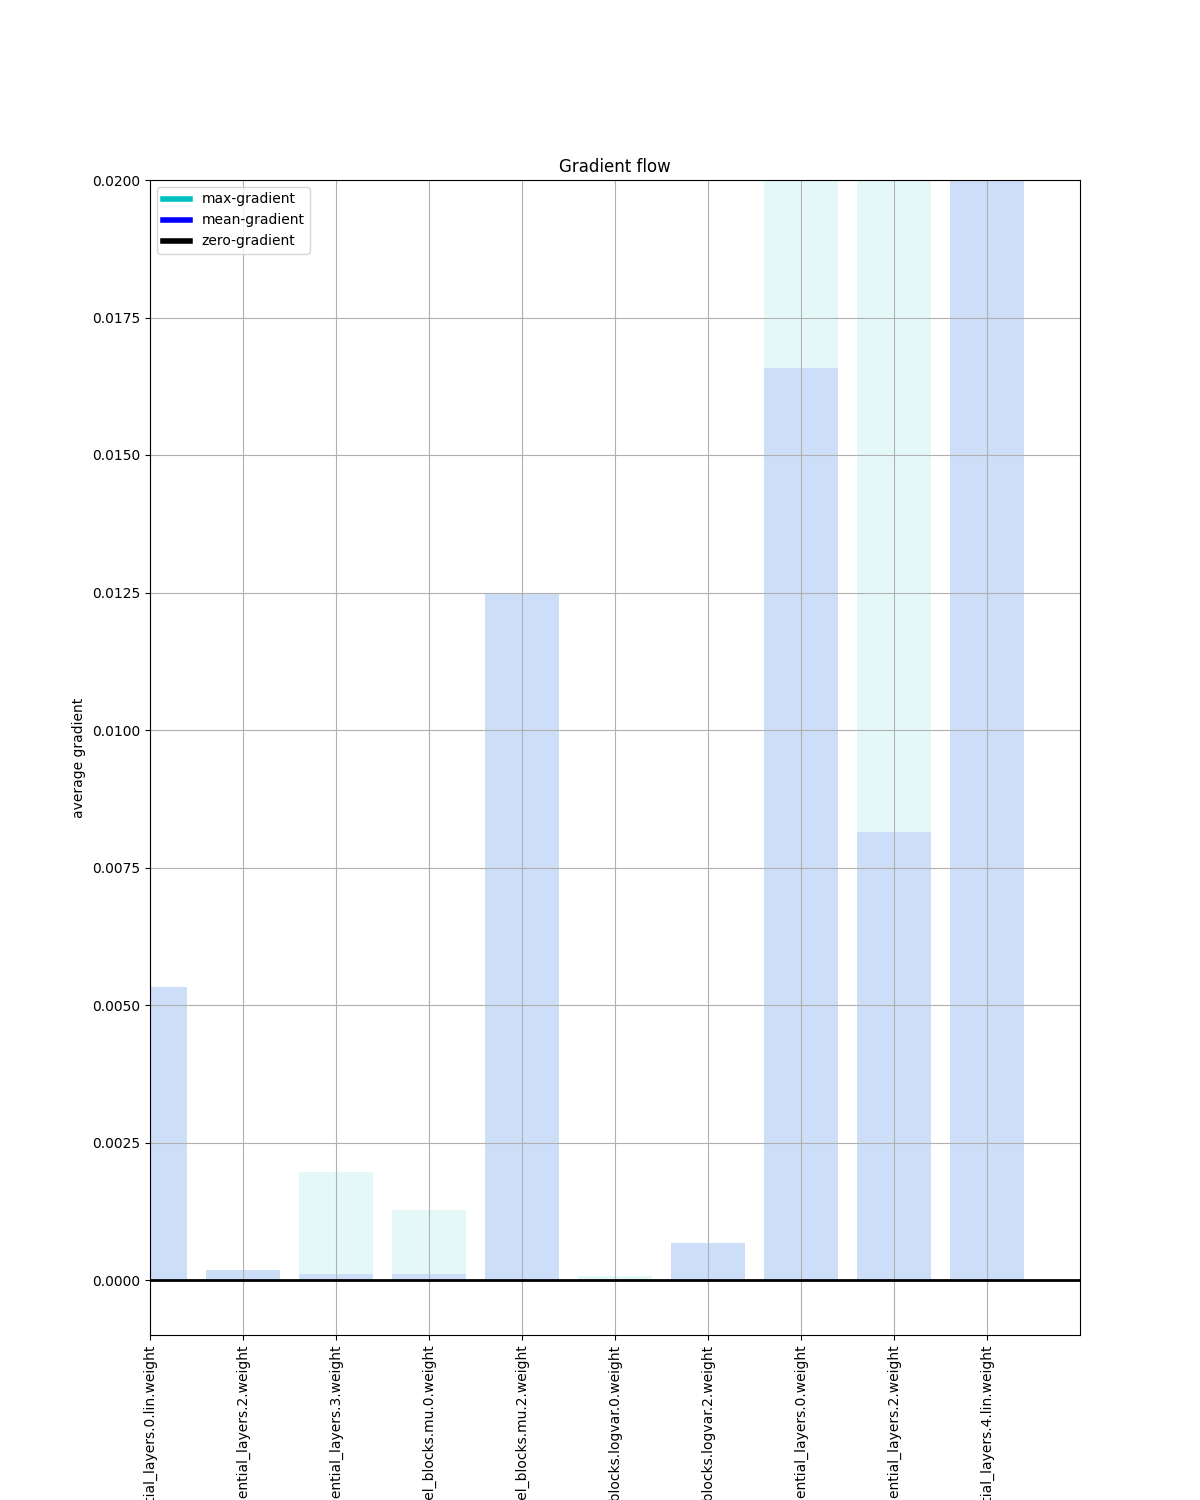 Gradient flow
max-gradient
mean-gradient
zero-gradient
0.0200
0.0175
0.0150
0.0125
0.0100
0.0075
0.0050
0.0025
0.0000
average gradient
tial_layers.0.lin.weight
ential_layers.2.weight
ential_layers.3.weight
el_blocks.mu.0.weight
el_blocks.mu.2.weight
blocks.logvar.0.weight
blocks.logvar.2.weight
ential_layers.0.weight
ential_layers.2.weight
tial_layers.4.lin.weight